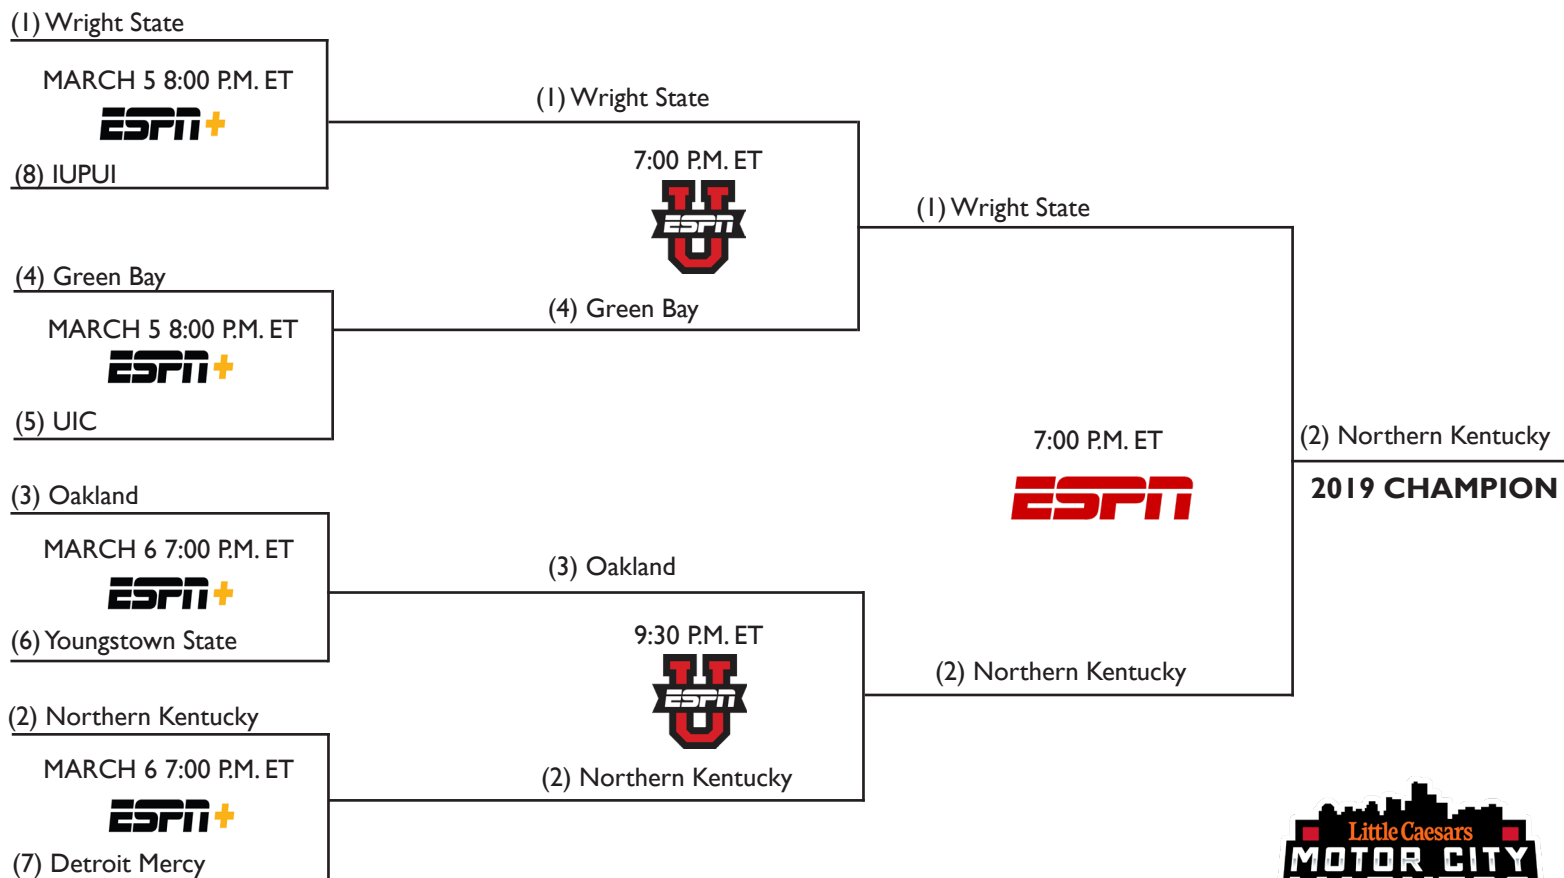 (1) Wright State
MARCH 5 8:00 P.M. ET
ESPN+
(8) IUPUI
(4) Green Bay
MARCH 5 8:00 P.M. ET
ESPN+
(5) UIC
(3) Oakland
MARCH 6 7:00 P.M. ET
ESPN+
(6) Youngstown State
(2) Northern Kentucky
MARCH 6 7:00 P.M. ET
ESPN+
(7) Detroit Mercy
(1) Wright State
7:00 P.M. ET
U
ESPN
(4) Green Bay
(3) Oakland
9:30 P.M. ET
U
ESPN
(2) Northern Kentucky
(1) Wright State
7:00 P.M. ET
ESPN
(2) Northern Kentucky
(2) Northern Kentucky
2019 CHAMPION
Little Caesars
MOTOR CITY